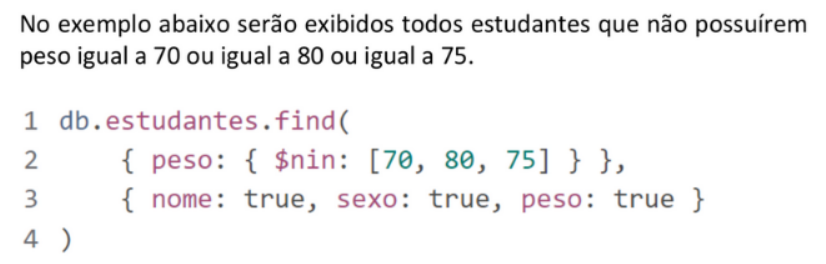 No exemplo abaixo serão exibidos todos estudantes que não possuírem
peso igual a 70 ou igual a 80 ou igual a 75.
1 db.estudantes.find(
2     { peso: { $nin: [70, 80, 75] } },
3     { nome: true, sexo: true, peso: true }
4 )